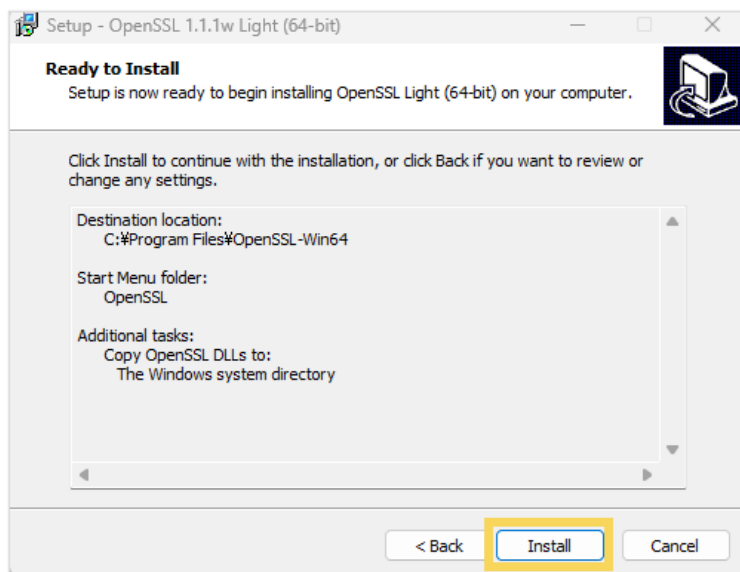 Setup - OpenSSL 1.1.1w Light (64-bit)
Ready to Install
Setup is now ready to begin installing OpenSSL Light (64-bit) on your computer.
Click Install to continue with the installation, or click Back if you want to review or
change any settings.
Destination location:
C:¥Program Files¥OpenSSL-Win64
Start Menu folder:
OpenSSL
Additional tasks:
Copy OpenSSL DLLs to:
The Windows system directory
< Back
Install
Cancel